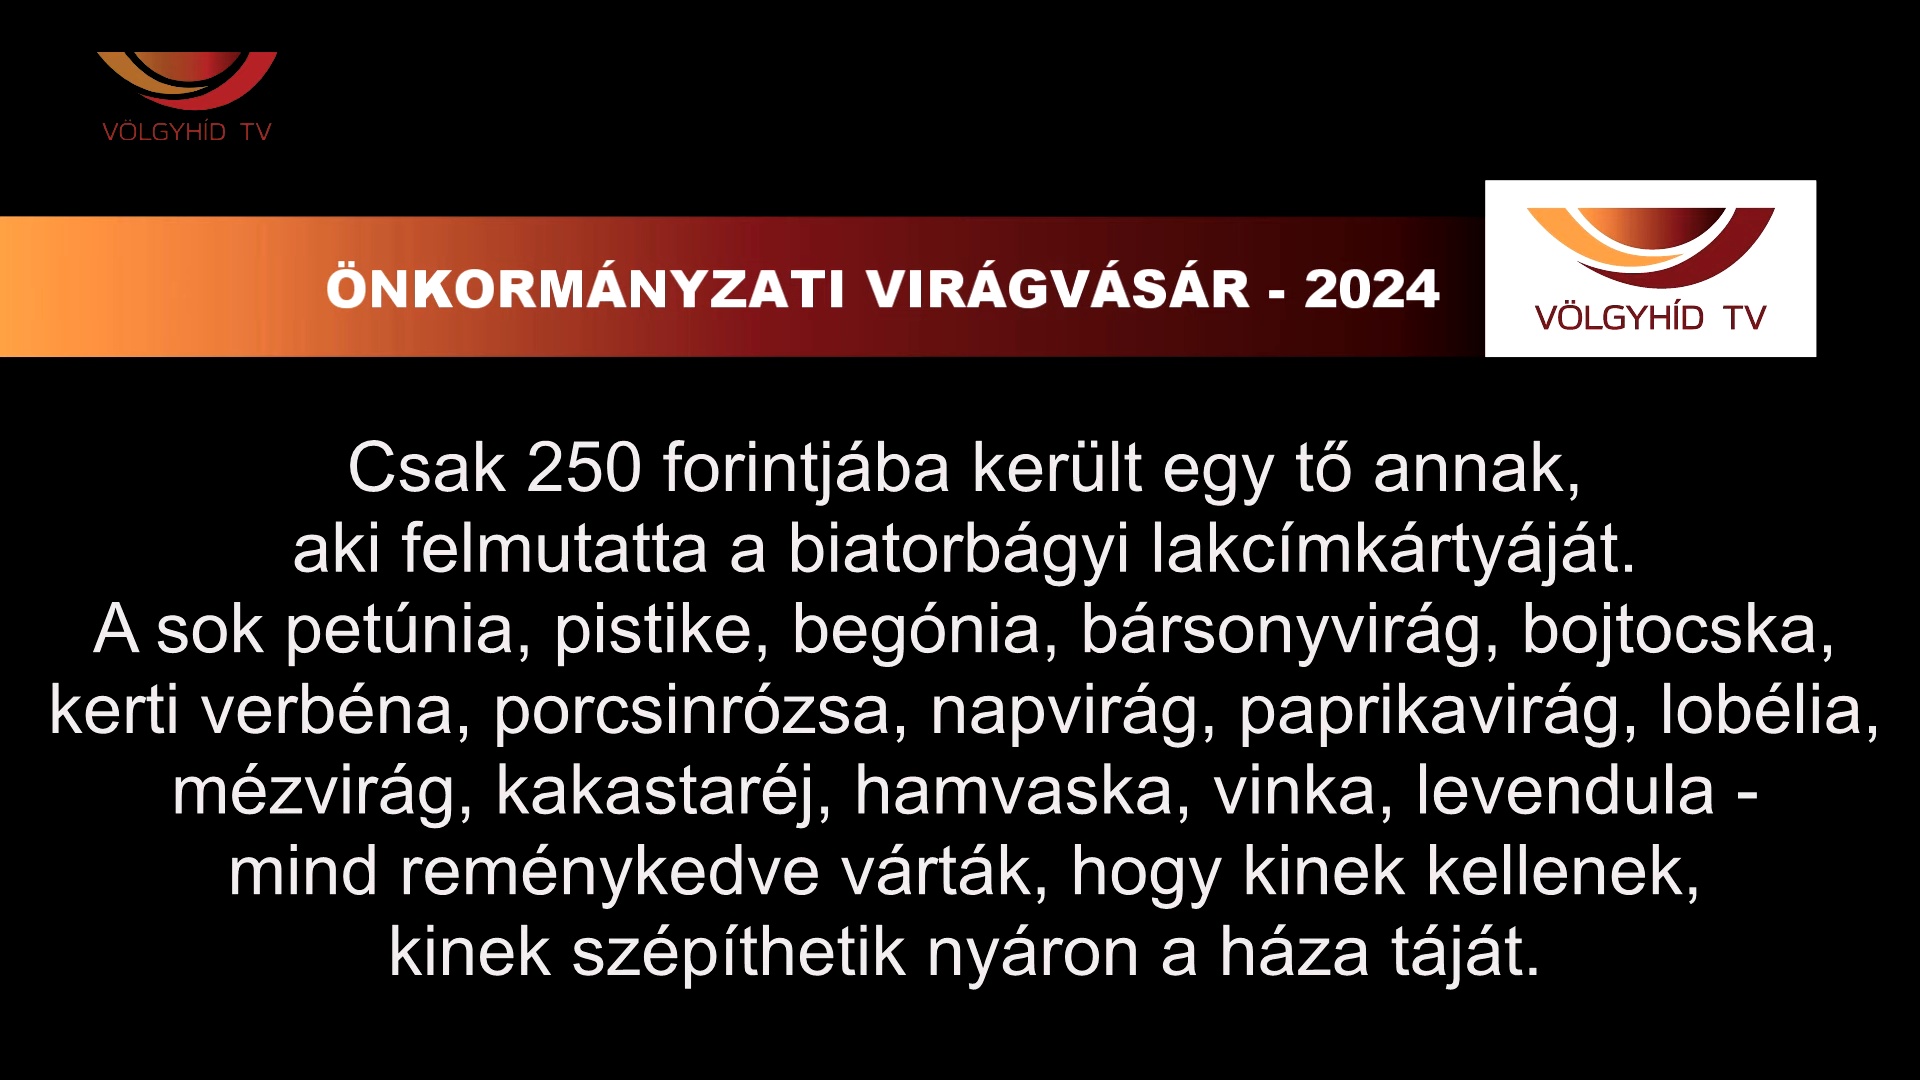 VÖLGYHÍD TV
ÖNKORMÁNYZATI VIRÁGVÁSÁR - 2024
VÖLGYHÍD TV
Csak 250 forintjába került egy tő annak,
aki felmutatta a biatorbágyi lakcímkártyáját.
A sok petúnia, pistike, begónia, bársonyvirág, bojtocska,
kerti verbéna, porcsinrózsa, napvirág, paprikavirág, lobélia,
mézvirág, kakastaréj, hamvaska, vinka, levendula -
mind reménykedve várták, hogy kinek kellenek,
kinek szépíthetik nyáron a háza táját.